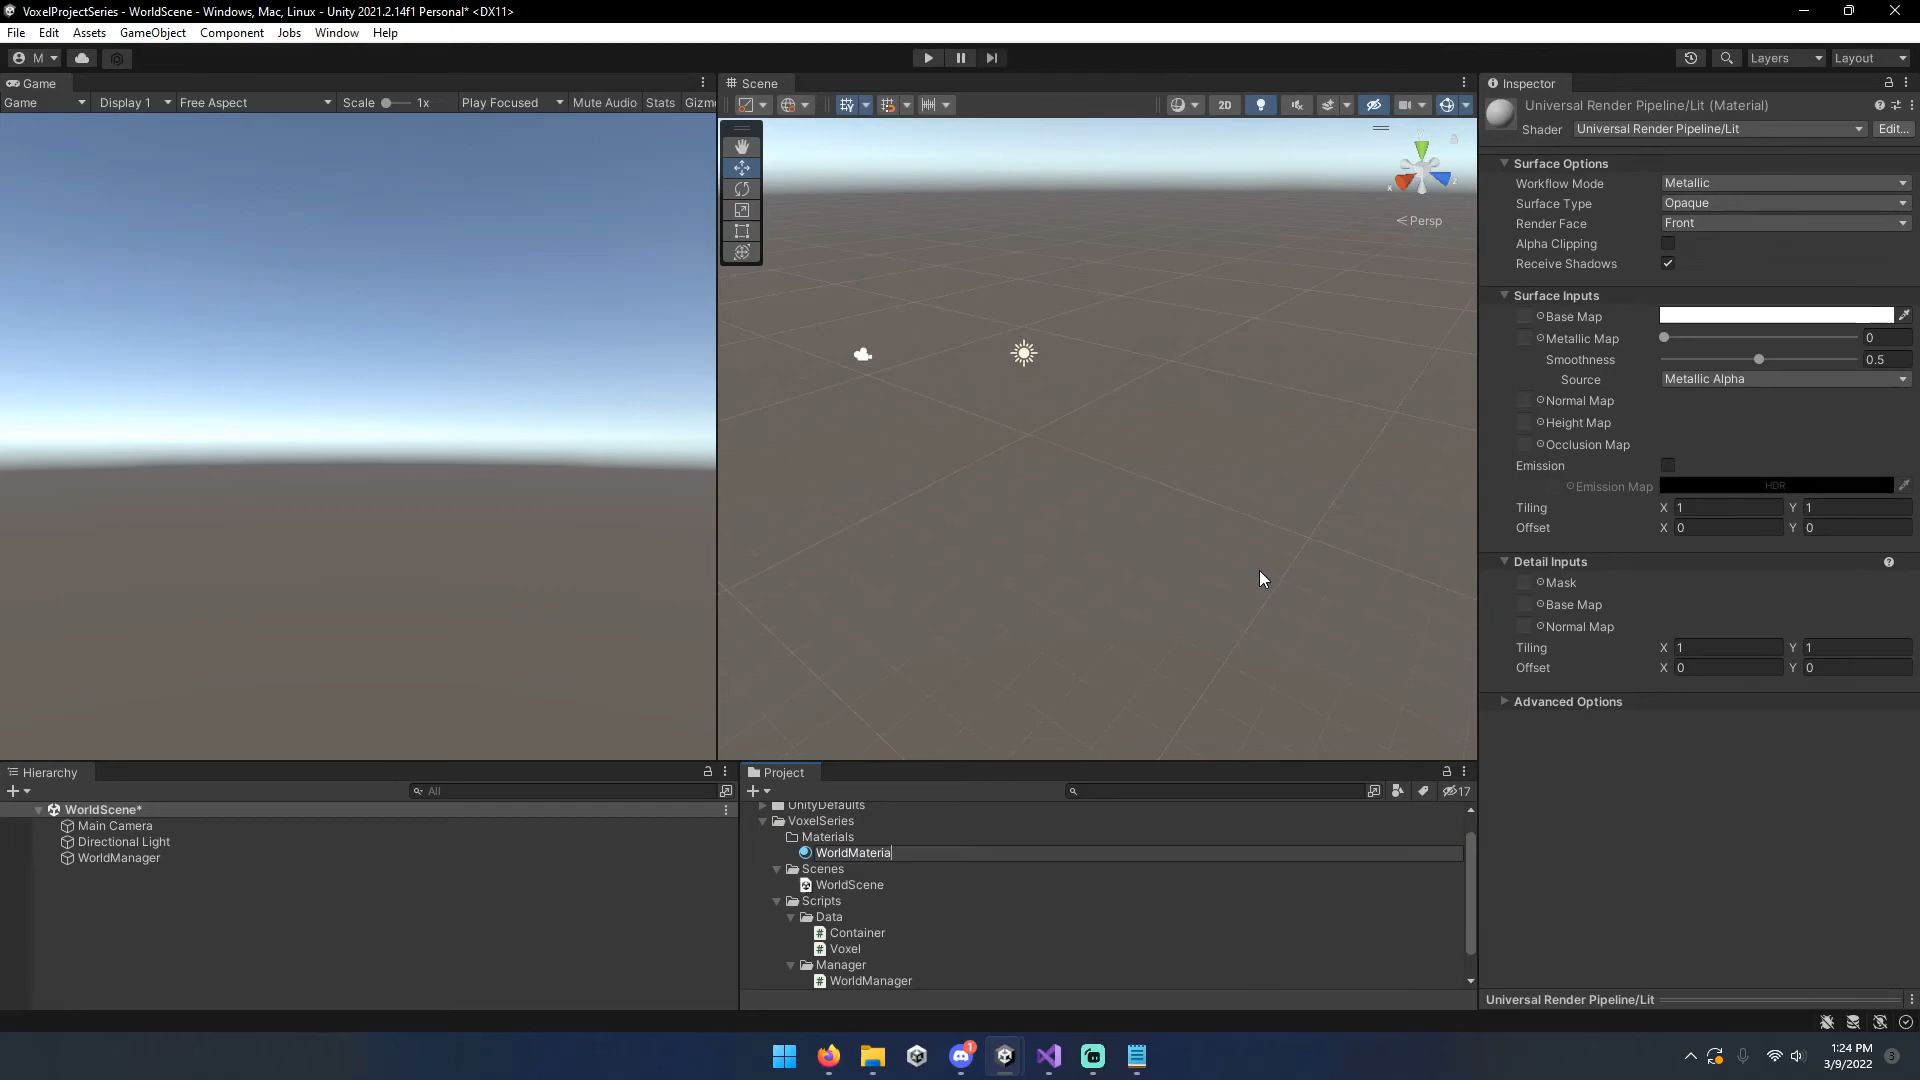 VoxelProjectSeries - WorldScene - Windows, Mac, Linux - Unity 2021.2.14f1 Personal* <DX11>
File Edit Assets GameObject Component Jobs Window Help
M Layers Layout
Game
Game Display 1 Free Aspect Scale 1x Play Focused Mute Audio Stats Gizm
Scene
2D
Y
x z
< Persp
Inspector
Universal Render Pipeline/Lit (Material)
Shader Universal Render Pipeline/Lit Edit...
Surface Options
Workflow Mode Metallic
Surface Type Opaque
Render Face Front
Alpha Clipping
Receive Shadows
Surface Inputs
Base Map
Metallic Map 0
Smoothness 0.5
Source Metallic Alpha
Normal Map
Height Map
Occlusion Map
Emission
Emission Map HDR
Tiling X 1 Y 1
Offset X 0 Y 0
Detail Inputs
Mask
Base Map
Normal Map
Tiling X 1 Y 1
Offset X 0 Y 0
Advanced Options
Universal Render Pipeline/Lit
Hierarchy
All
WorldScene*
Main Camera
Directional Light
WorldManager
Project
17
UnityDefaults
VoxelSeries
Materials
WorldMateria
Scenes
WorldScene
Scripts
Data
Container
Voxel
Manager
WorldManager
1
1:24 PM
3/9/2022
3